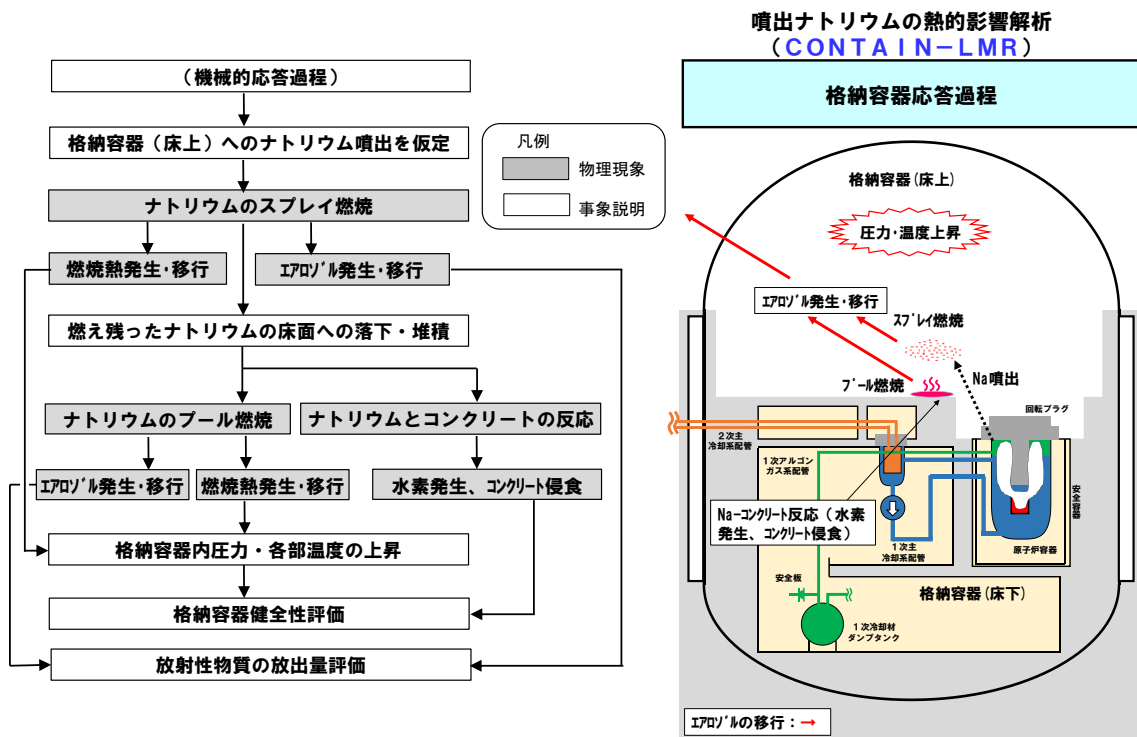 (機械的応答過程)
格納容器(床上)へのナトリウム噴出を仮定
ナトリウムのスプレイ燃焼
燃焼熱発生・移行
エアロゾル発生・移行
燃え残ったナトリウムの床面への落下・堆積
ナトリウムのプール燃焼
ナトリウムとコンクリートの反応
エアロゾル発生・移行
燃焼熱発生・移行
水素発生、コンクリート侵食
格納容器内圧力・各部温度の上昇
格納容器健全性評価
放射性物質の放出量評価
凡例
物理現象
事象説明
噴出ナトリウムの熱的影響解析
(CONTAIN-LMR)
格納容器応答過程
格納容器(床上)
圧力・温度上昇
エアロゾル発生・移行
スプレイ燃焼
プール燃焼
Na噴出
回転プラグ
2次主
冷却系配管
1次アルゴン
ガス系配管
安全容器
Na-コンクリート反応(水素
発生、コンクリート侵食)
原子炉容器
1次主
冷却系配管
安全板
格納容器(床下)
1次冷却材
ダンプタンク
エアロゾルの移行:→